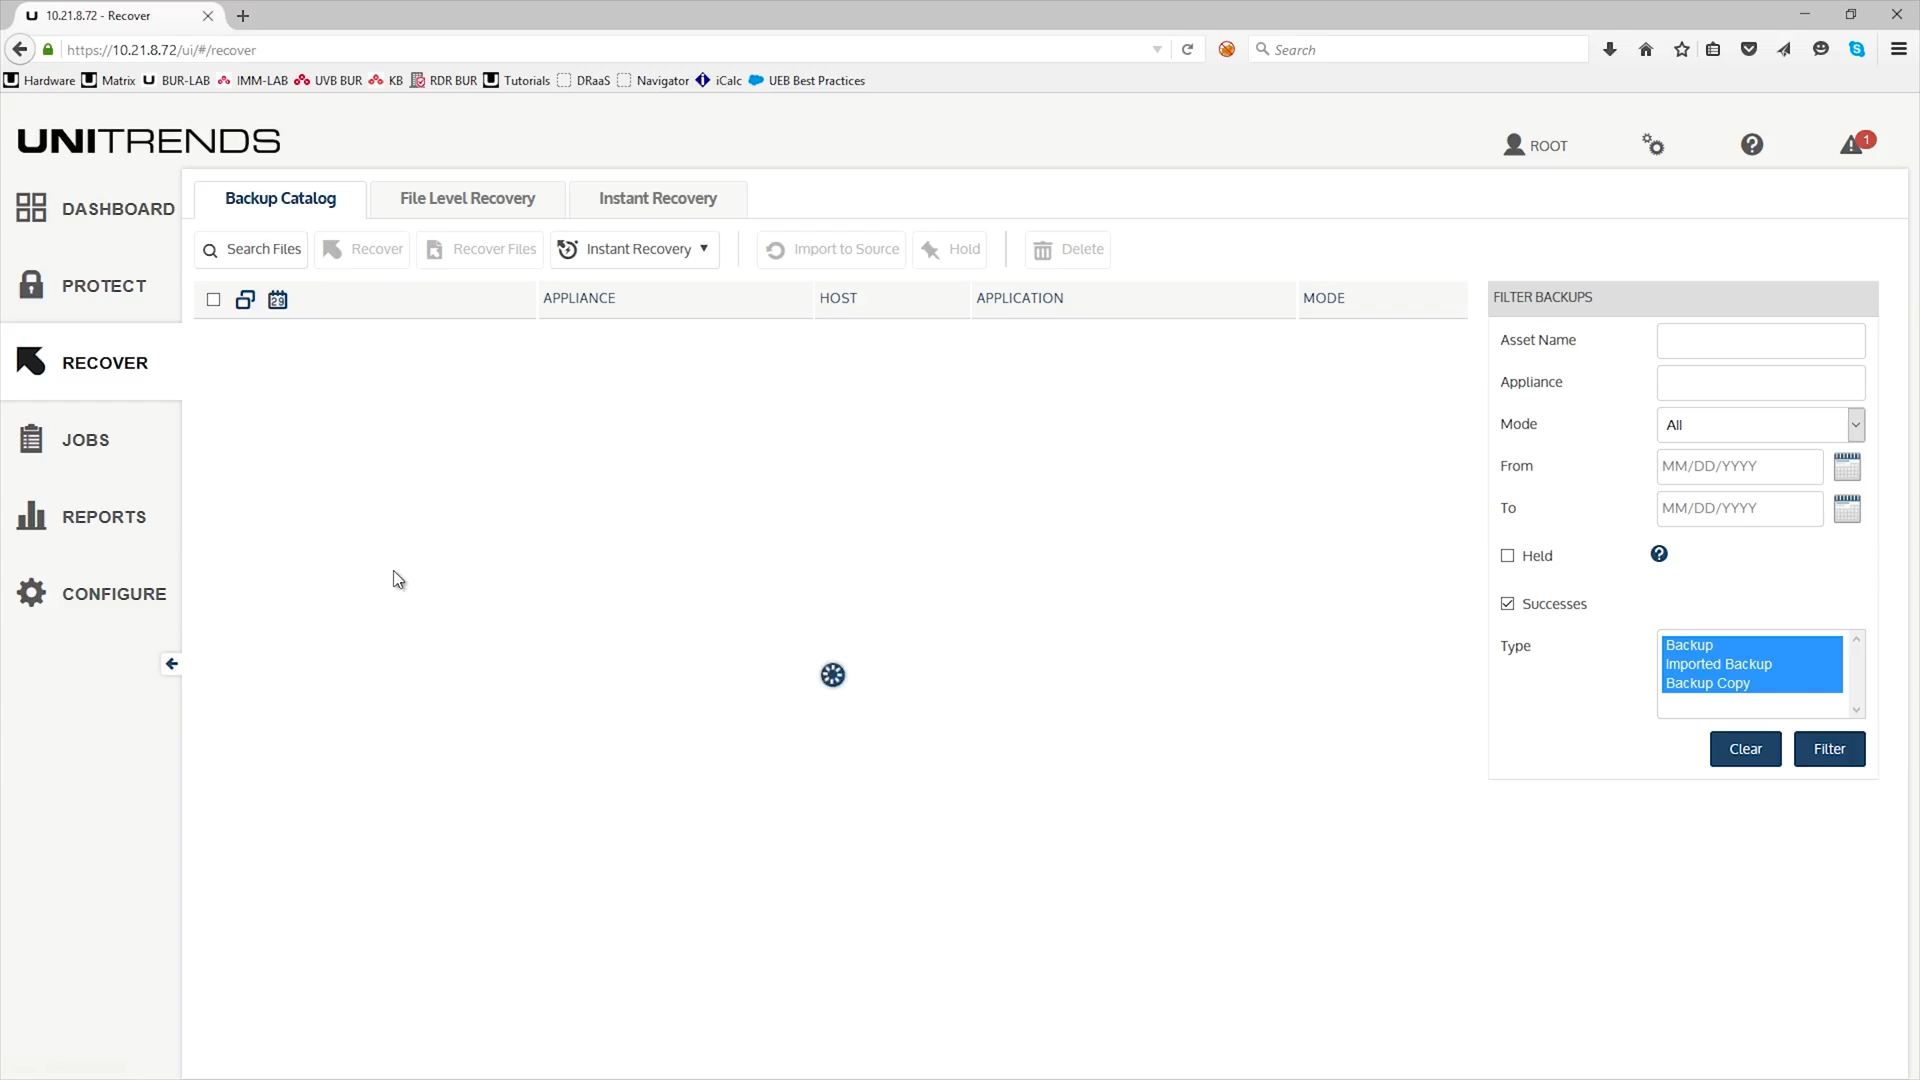 10.21.8.72 - Recover
https://10.21.8.72/ui/#/recover
Search
Hardware Matrix BUR-LAB IMM-LAB UVB BUR KB RDR BUR Tutorials DRaaS Navigator iCalc UEB Best Practices
UNITRENDS
ROOT
1
DASHBOARD
PROTECT
RECOVER
JOBS
REPORTS
CONFIGURE
Backup Catalog File Level Recovery Instant Recovery
Search Files Recover Recover Files Instant Recovery Import to Source Hold Delete
29 APPLIANCE HOST APPLICATION MODE
FILTER BACKUPS
Asset Name
Appliance
Mode All
From MM/DD/YYYY
To MM/DD/YYYY
Held
Successes
Type Backup
Imported Backup
Backup Copy
Clear Filter